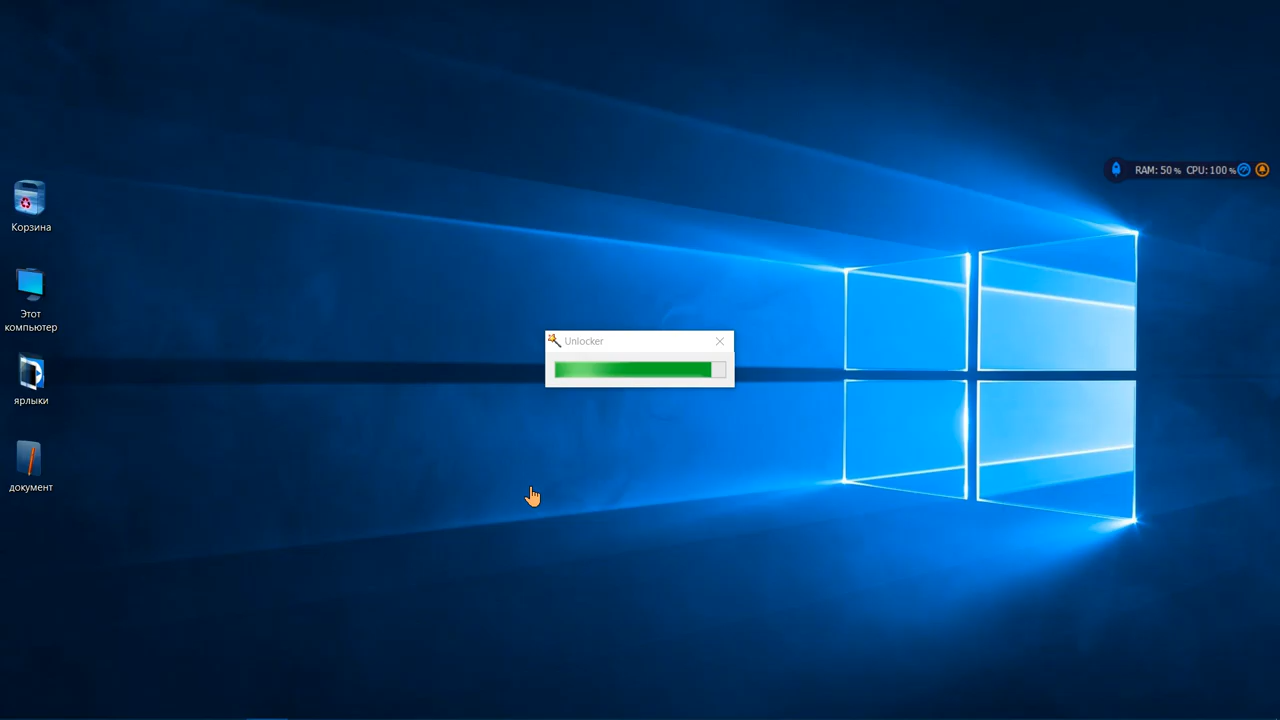 Корзина
Этот
компьютер
ярлыки
документ
Unlocker
RAM: 50 % CPU: 100 %